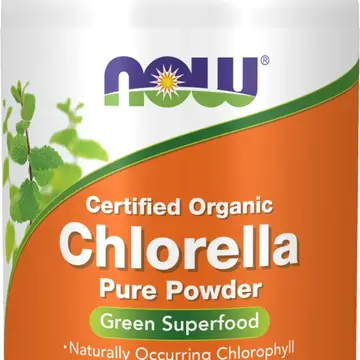 NOW®
Certified Organic
Chlorella
Pure Powder
Green Superfood
• Naturally Occurring Chlorophyll